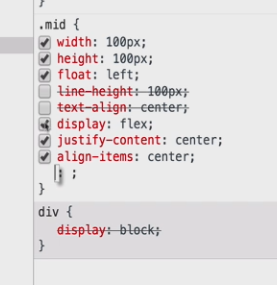 }
.mid {
width: 100px;
height: 100px;
float: left;
line-height: 100px;
text-align: center;
display: flex;
justify-content: center;
align-items: center;
: ;
}
div {
display: block;
}